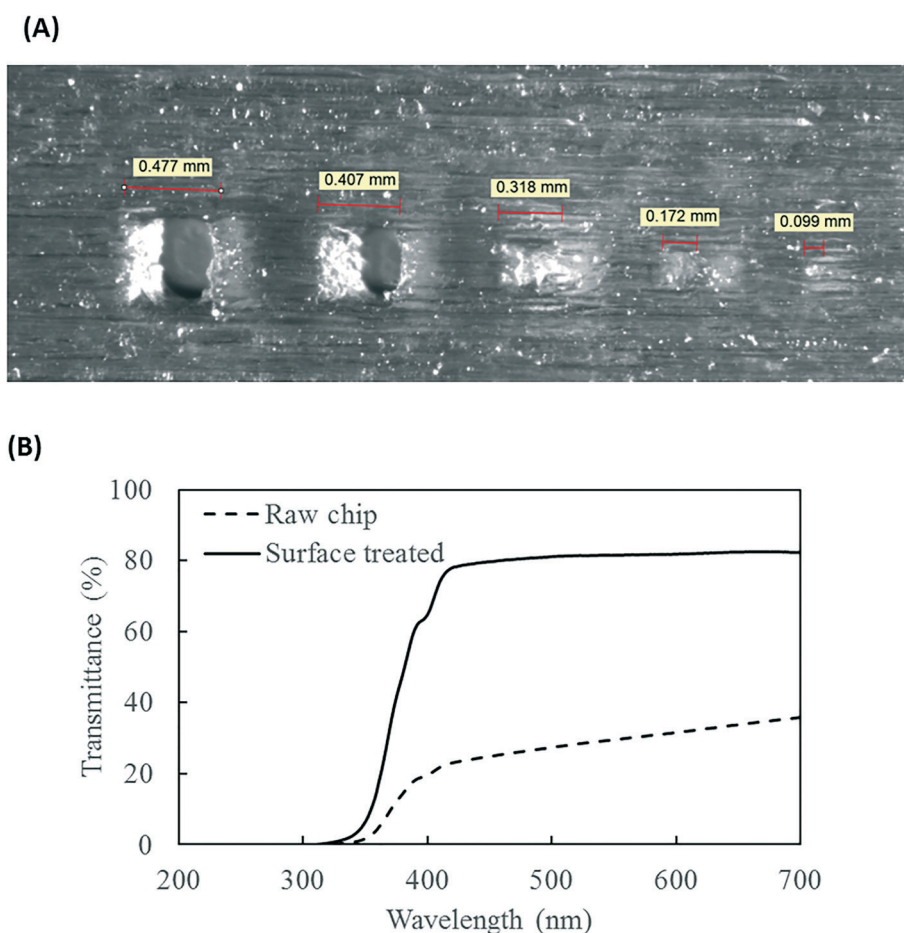 (A)
0.477 mm
0.407 mm
0.318 mm
0.172 mm
0.099 mm
(B)
100
80
60
40
20
0
Transmittance (%)
Raw chip
Surface treated
200 300 400 500 600 700
Wavelength (nm)